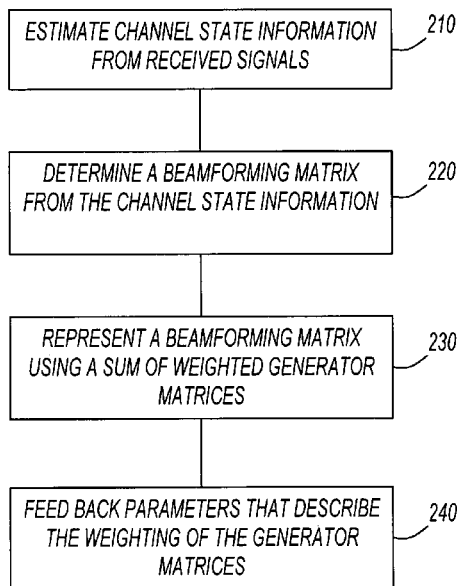 ESTIMATE CHANNEL STATE INFORMATION
FROM RECEIVED SIGNALS
210
DETERMINE A BEAMFORMING MATRIX
FROM THE CHANNEL STATE INFORMATION
220
REPRESENT A BEAMFORMING MATRIX
USING A SUM OF WEIGHTED GENERATOR
MATRICES
230
FEED BACK PARAMETERS THAT DESCRIBE
THE WEIGHTING OF THE GENERATOR
MATRICES
240